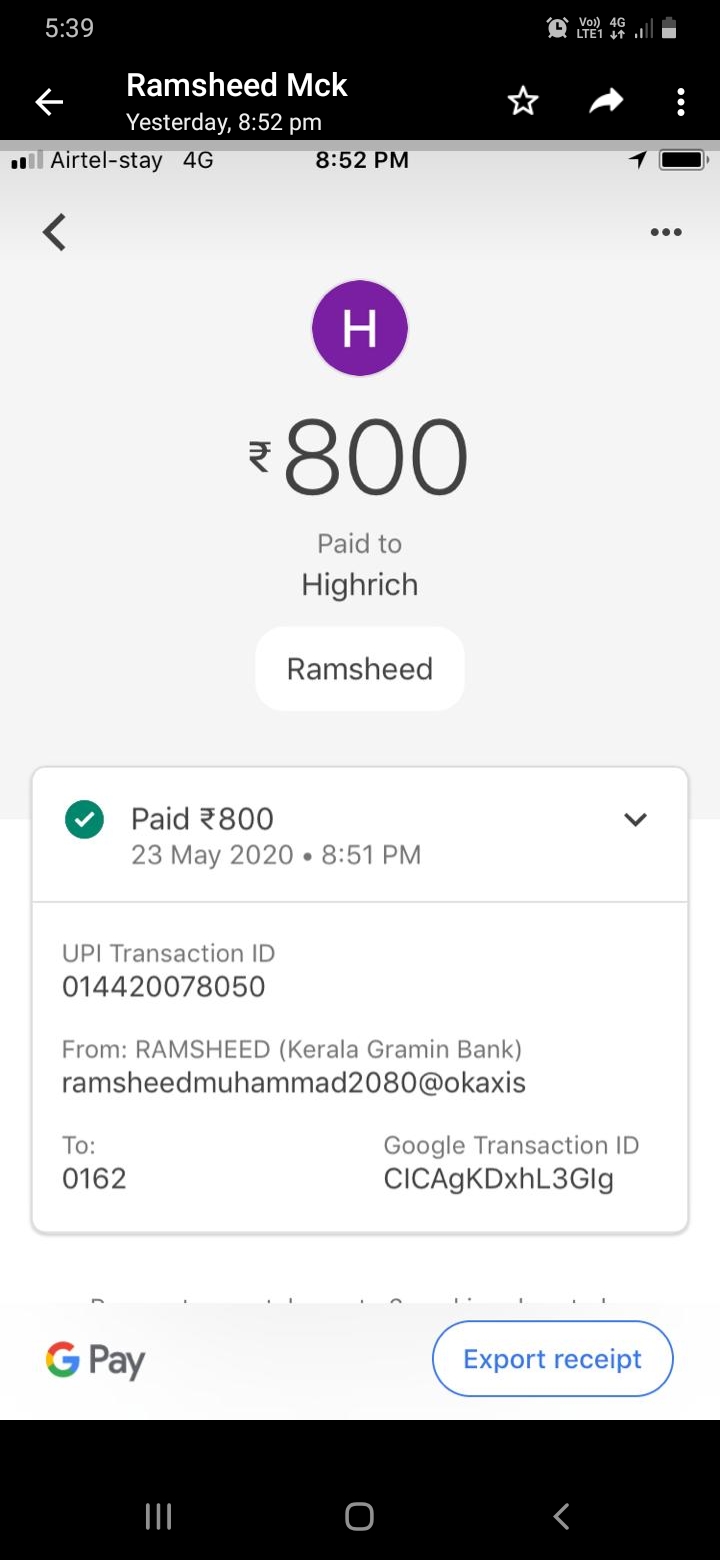 5:39
Vo)) 4G
LTE1
Ramsheed Mck
Yesterday, 8:52 pm
Airtel-stay 4G 8:52 PM
H
₹800
Paid to
Highrich
Ramsheed
Paid ₹800
23 May 2020 • 8:51 PM
UPI Transaction ID
014420078050
From: RAMSHEED (Kerala Gramin Bank)
ramsheedmuhammad2080@okaxis
To: Google Transaction ID
0162 CICAgKDxhL3GIg
G Pay Export receipt